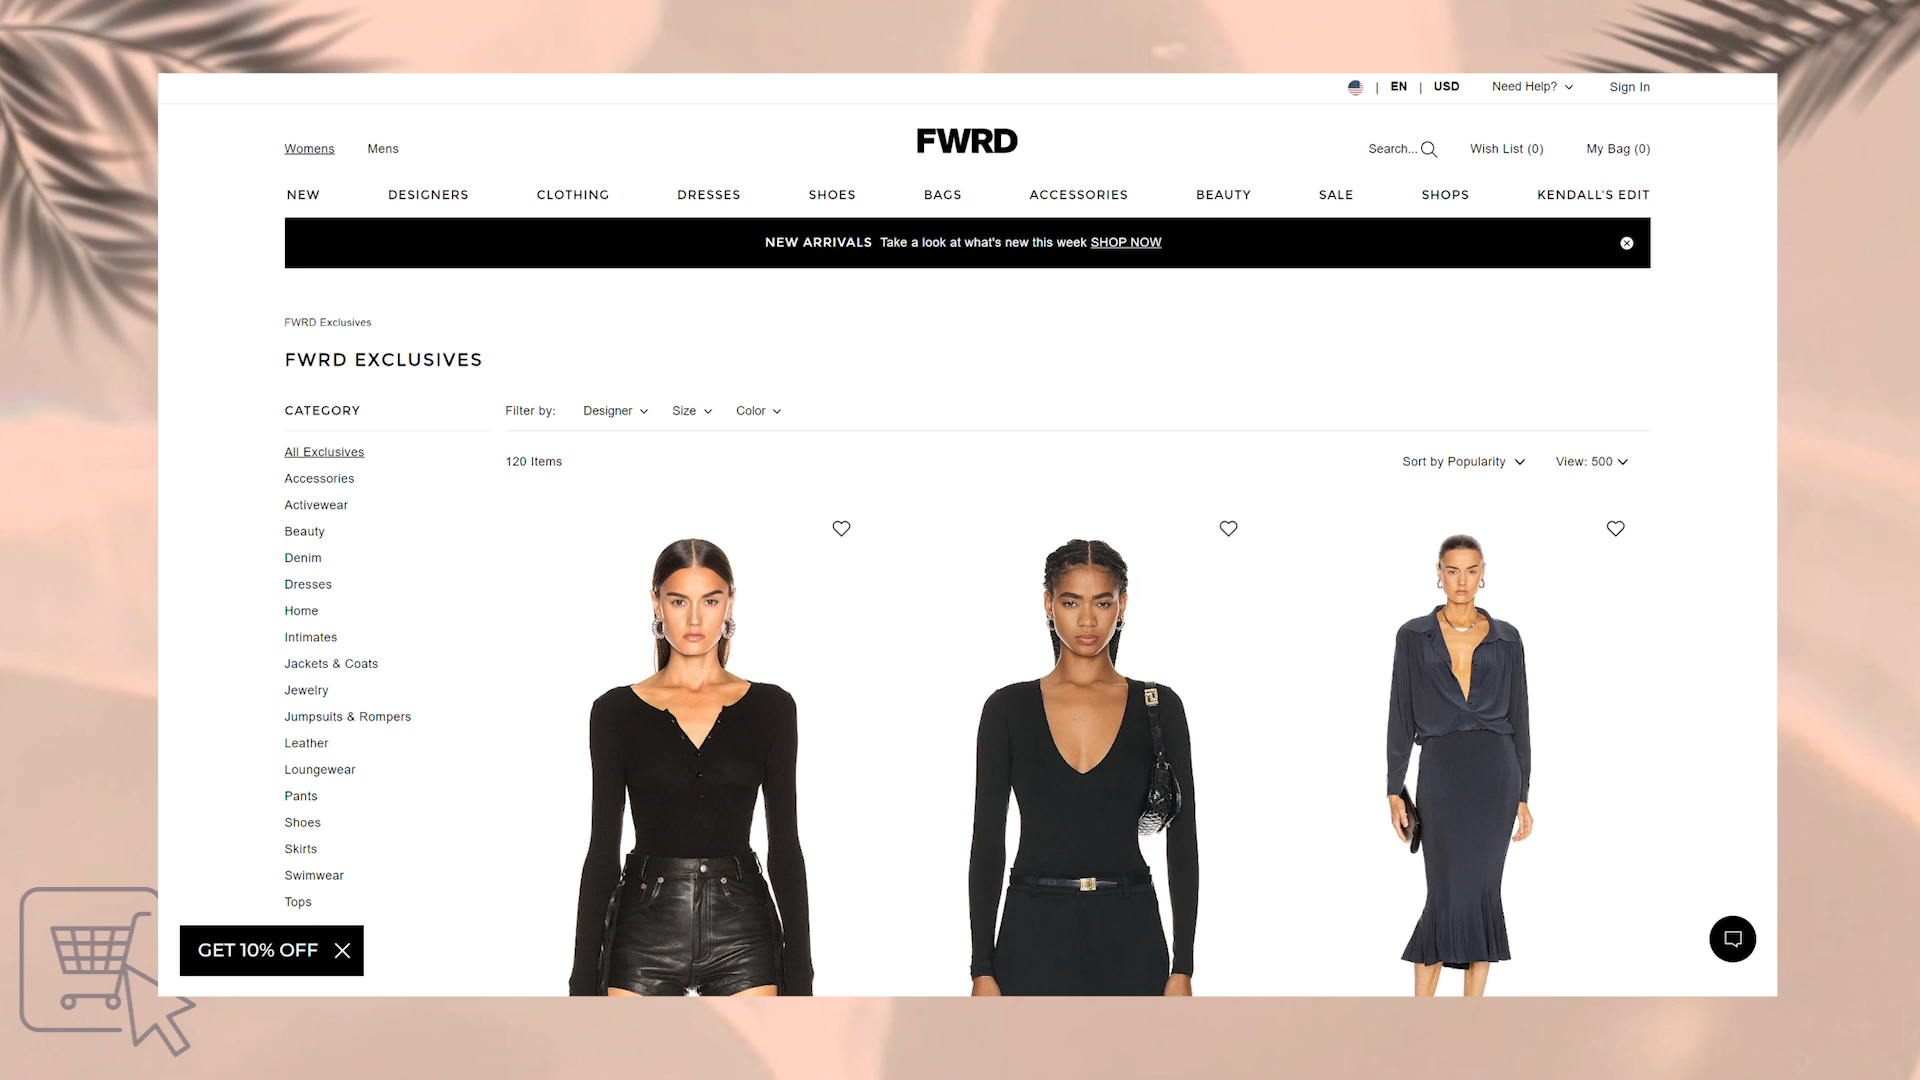 | EN | USD Need Help? Sign In
Womens Mens FWRD Search... Wish List (0) My Bag (0)
NEW DESIGNERS CLOTHING DRESSES SHOES BAGS ACCESSORIES BEAUTY SALE SHOPS KENDALL'S EDIT
NEW ARRIVALS Take a look at what's new this week SHOP NOW
FWRD Exclusives
FWRD EXCLUSIVES
CATEGORY Filter by: Designer Size Color
All Exclusives
120 Items Sort by Popularity View: 500
Accessories
Activewear
Beauty
Denim
Dresses
Home
Intimates
Jackets & Coats
Jewelry
Jumpsuits & Rompers
Leather
Loungewear
Pants
Shoes
Skirts
Swimwear
Tops
GET 10% OFF